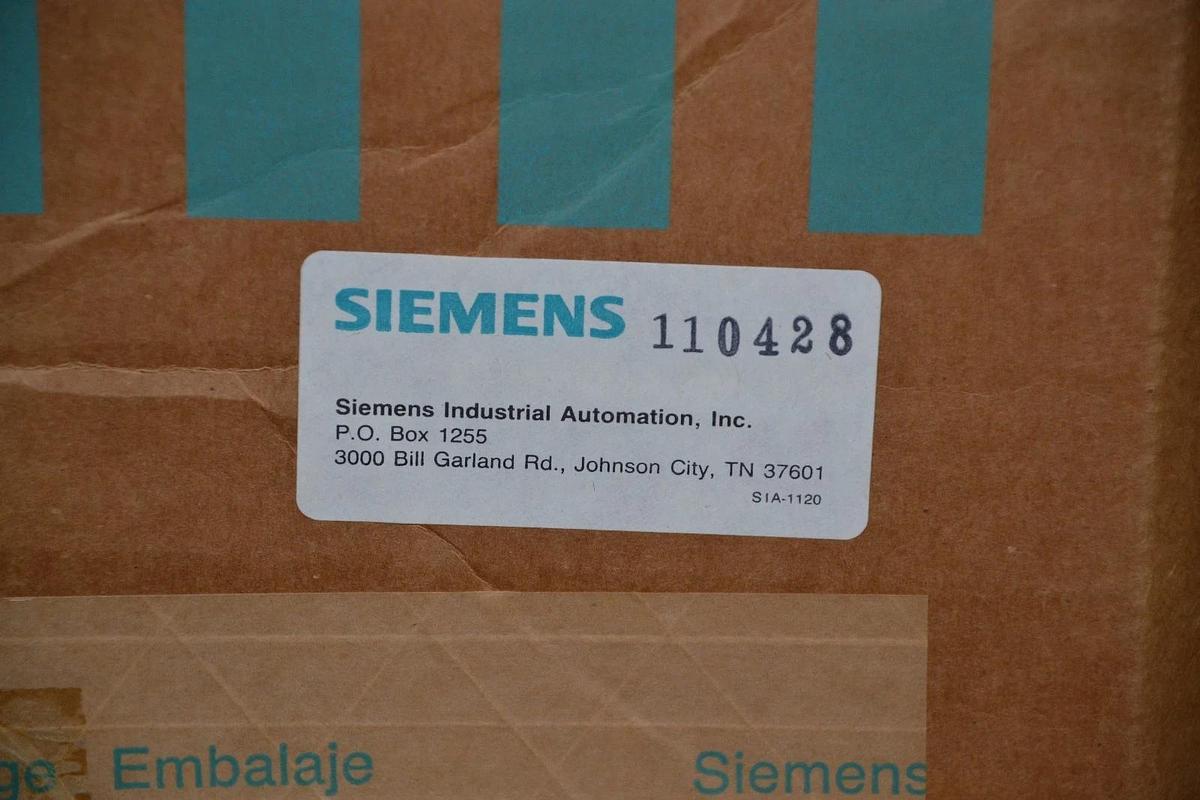 SIEMENS 110428
Siemens Industrial Automation, Inc.
P.O. Box 1255
3000 Bill Garland Rd., Johnson City, TN 37601
SIA-1120
Embalaje Siemens